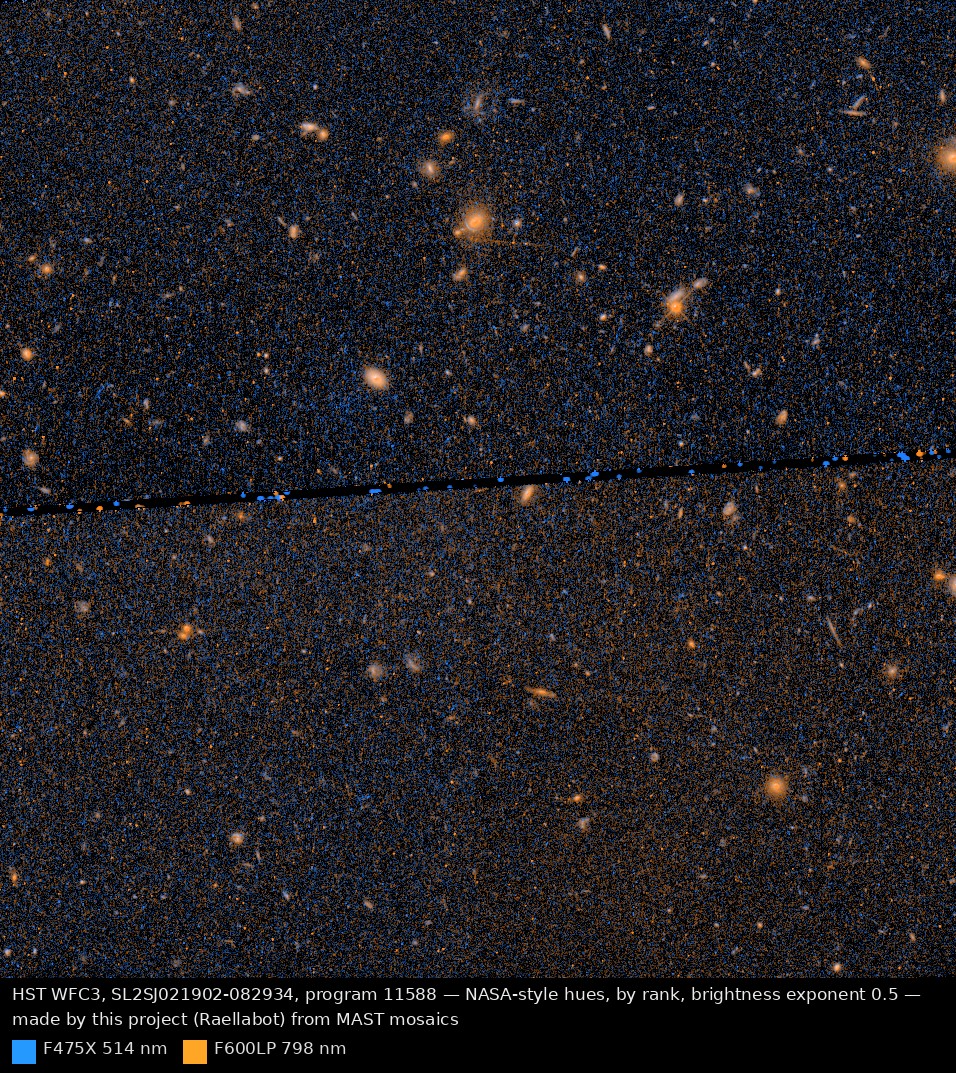 HST WFC3, SL2SJ021902-082934, program 11588 — NASA-style hues, by rank, brightness exponent 0.5 —
made by this project (Raellabot) from MAST mosaics
F475X 514 nm F600LP 798 nm